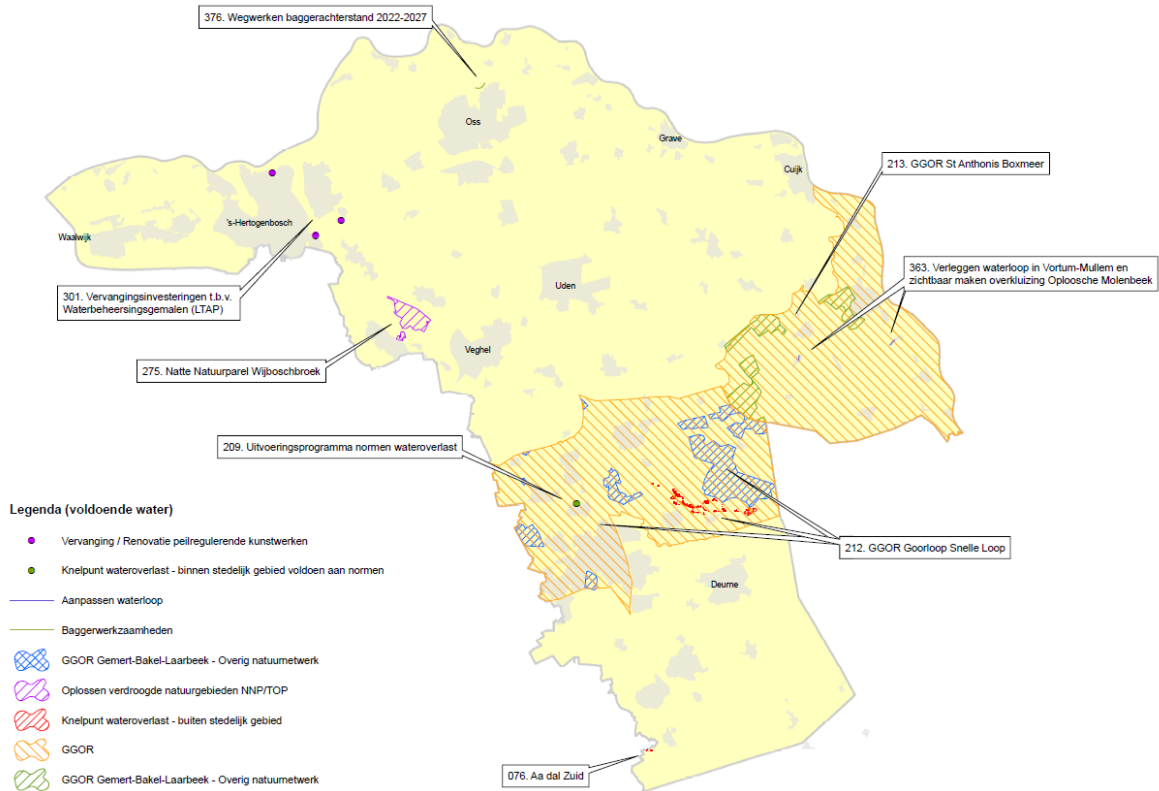 376. Wegwerken baggerachterstand 2022-2027
Oss
Grave
Cuijk
213. GGOR St Anthonis Boxmeer
's-Hertogenbosch
Waalwijk
363. Verleggen waterloop in Vortum-Mullem en
zichtbaar maken overkluizing Oploosche Molenbeek
Uden
301. Vervangingsinvesteringen t.b.v.
Waterbeheersingsgemalen (LTAP)
Veghel
275. Natte Natuurparel Wijboschbroek
209. Uitvoeringsprogramma normen wateroverlast
212. GGOR Goorloop Snelle Loop
Deurne
076. Aa dal Zuid
Legenda (voldoende water)
Vervanging / Renovatie peilregulerende kunstwerken
Knelpunt wateroverlast - binnen stedelijk gebied voldoen aan normen
Aanpassen waterloop
Baggerwerkzaamheden
GGOR Gemert-Bakel-Laarbeek - Overig natuurnetwerk
Oplossen verdroogde natuurgebieden NNP/TOP
Knelpunt wateroverlast - buiten stedelijk gebied
GGOR
GGOR Gemert-Bakel-Laarbeek - Overig natuurnetwerk